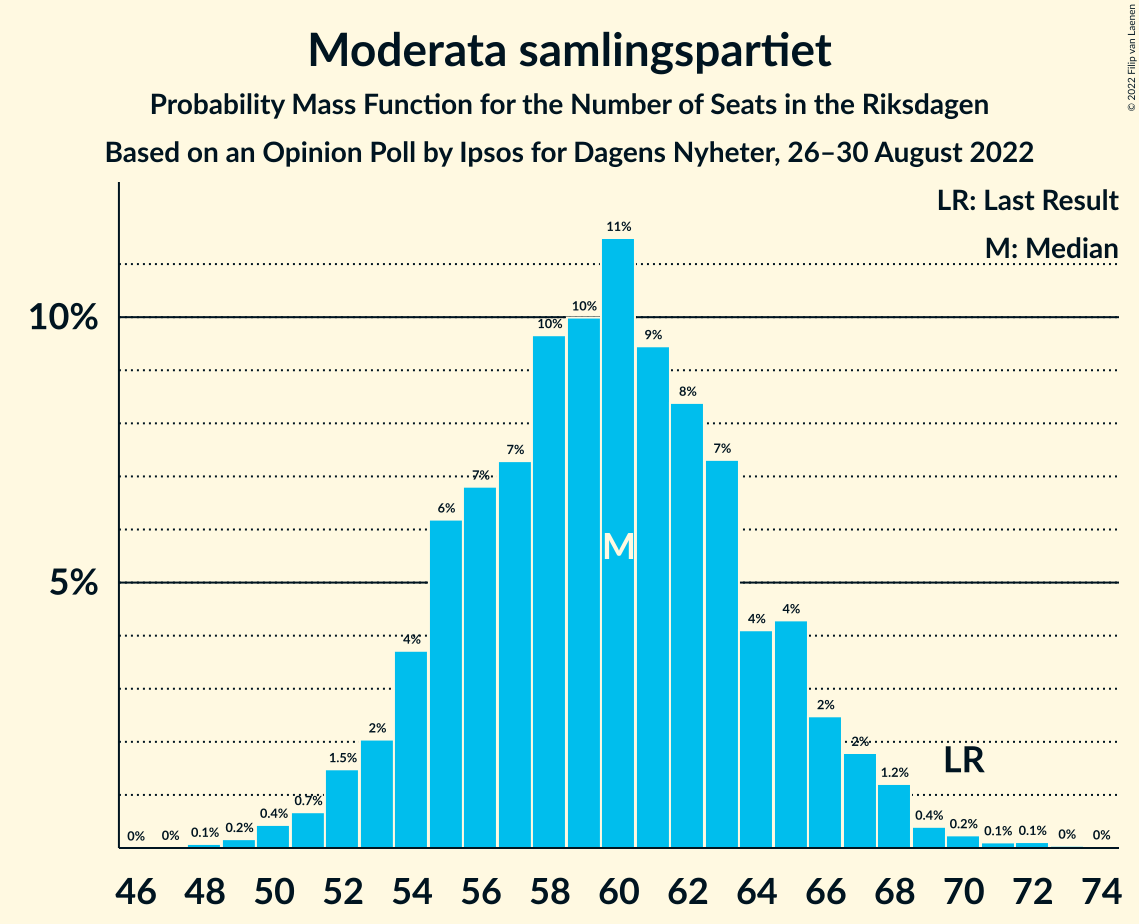 Moderata samlingspartiet
Probability Mass Function for the Number of Seats in the Riksdagen
Based on an Opinion Poll by Ipsos for Dagens Nyheter, 26–30 August 2022
© 2022 Filip van Laenen
LR: Last Result
M: Median
10%
5%
0% 0% 0.1% 0.2% 0.4% 0.7% 1.5% 2% 4% 6% 7% 7% 10% 10% 11% 9% 8% 7% 4% 4% 2% 2% 1.2% 0.4% 0.2% 0.1% 0.1% 0% 0%
M
LR
46 48 50 52 54 56 58 60 62 64 66 68 70 72 74